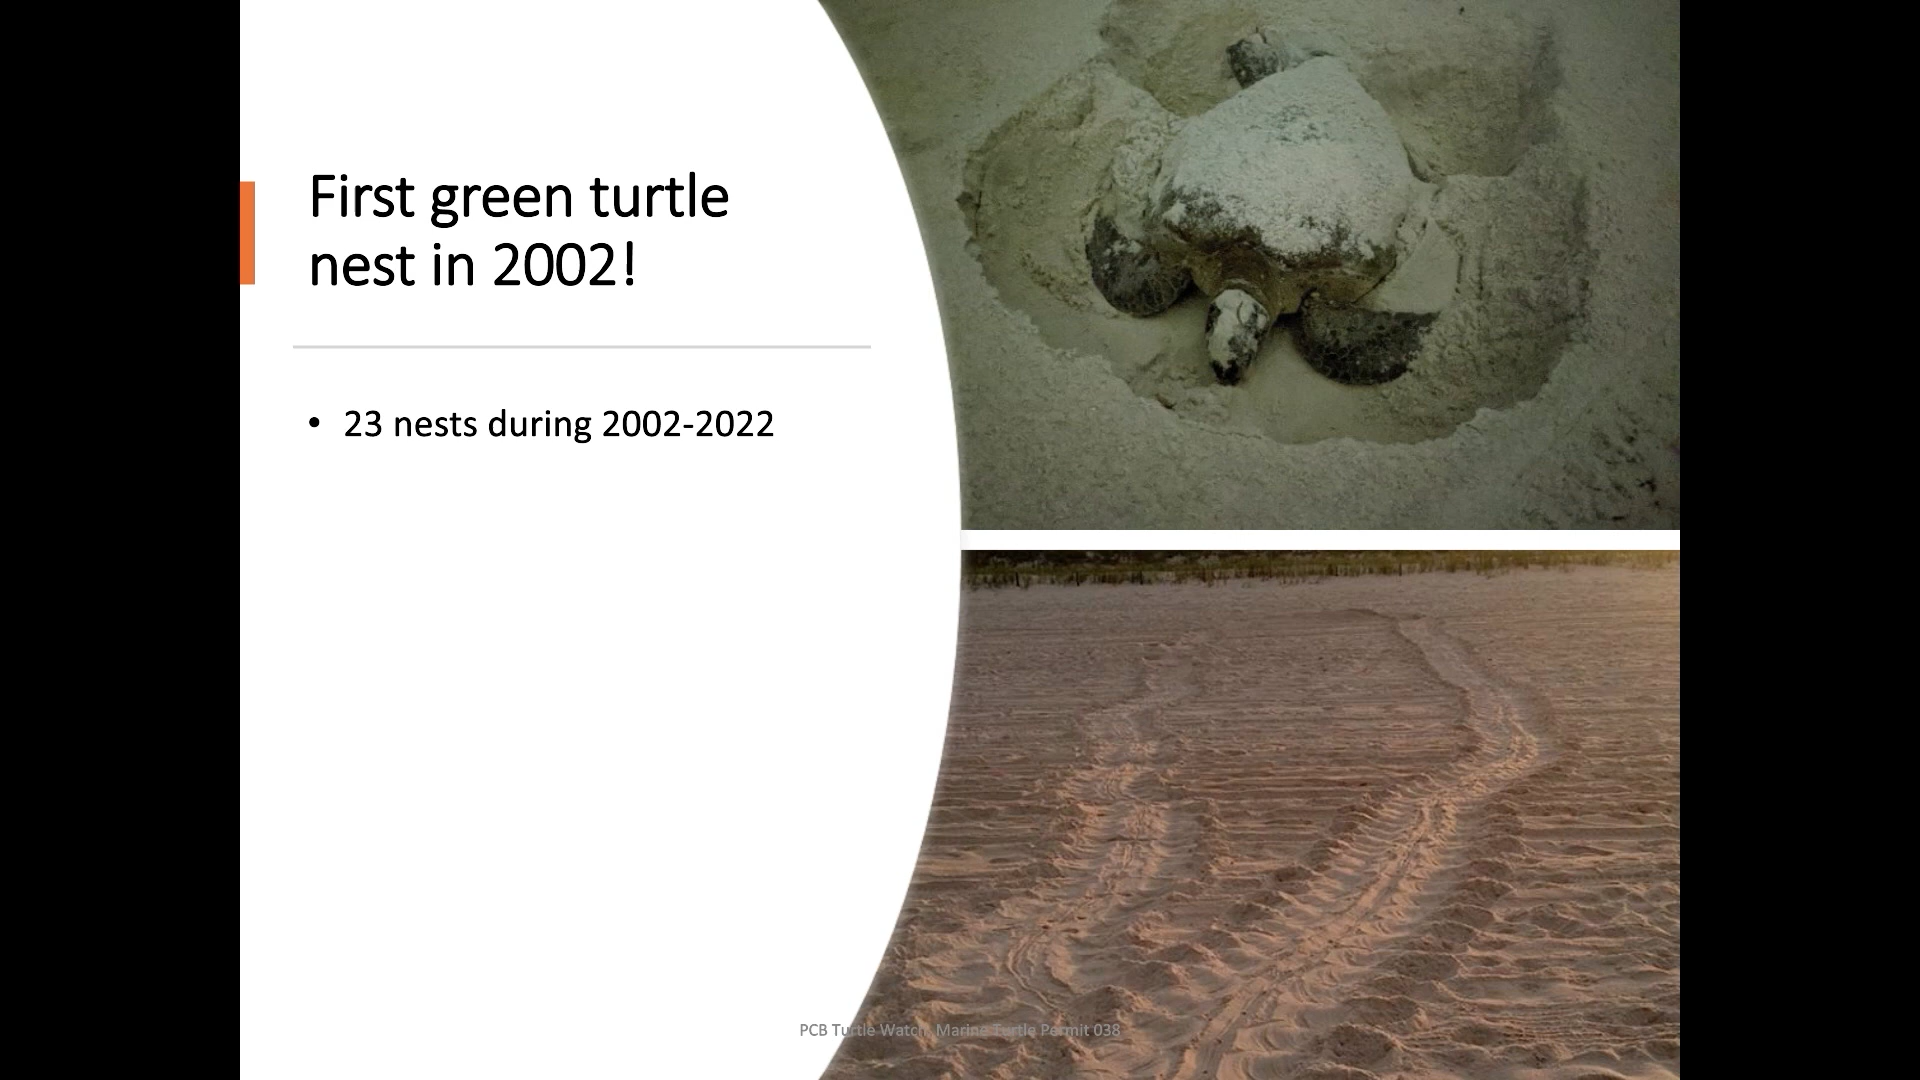 First green turtle
nest in 2002!
• 23 nests during 2002-2022
PCB Turtle Watch, Marine Turtle Permit 038